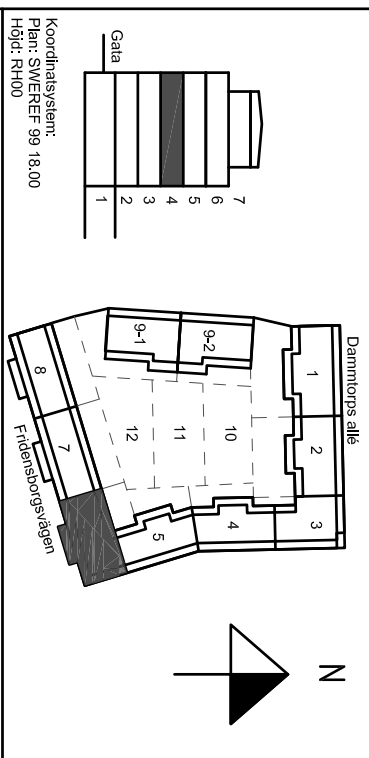 Gata
1
2
3
4
5
6
7
Koordinatsystem:
Plan: SWEREF 99 18.00
Höjd: RH00
Dammtorps allé
1
2
3
4
5
7
8
9-1
9-2
10
11
12
Fridensborgsvägen
N